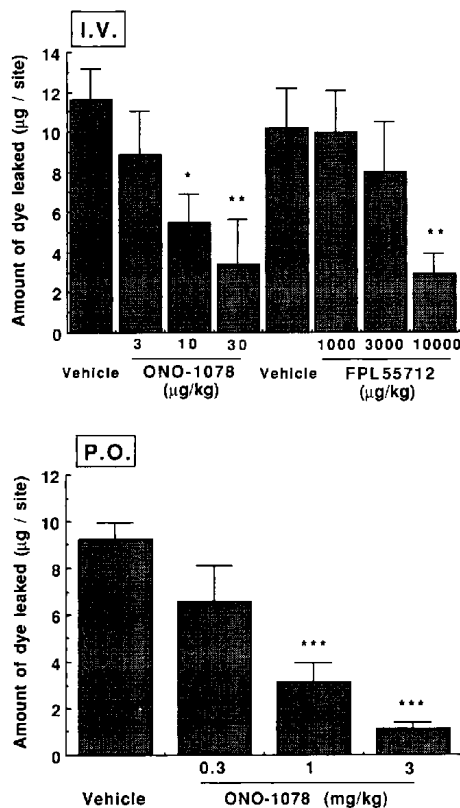 I.V.
Amount of dye leaked (µg / site)
14
12
10
8
6
4
2
0
* ** **
3 10 30 1000 3000 10000
Vehicle ONO-1078 Vehicle FPL55712
(µg/kg) (µg/kg)
P.O.
Amount of dye leaked (µg / site)
12
10
8
6
4
2
0
*** ***
0.3 1 3
Vehicle ONO-1078 (mg/kg)